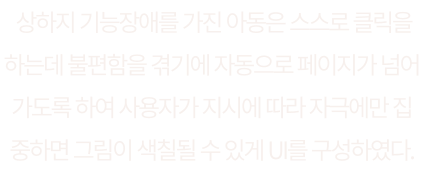 상하지 기능장애를 가진 아동은 스스로 클릭을
하는데 불편함을 겪기에 자동으로 페이지가 넘어
가도록 하여 사용자가 지시에 따라 자극에만 집
중하면 그림이 색칠될 수 있게 UI를 구성하였다.